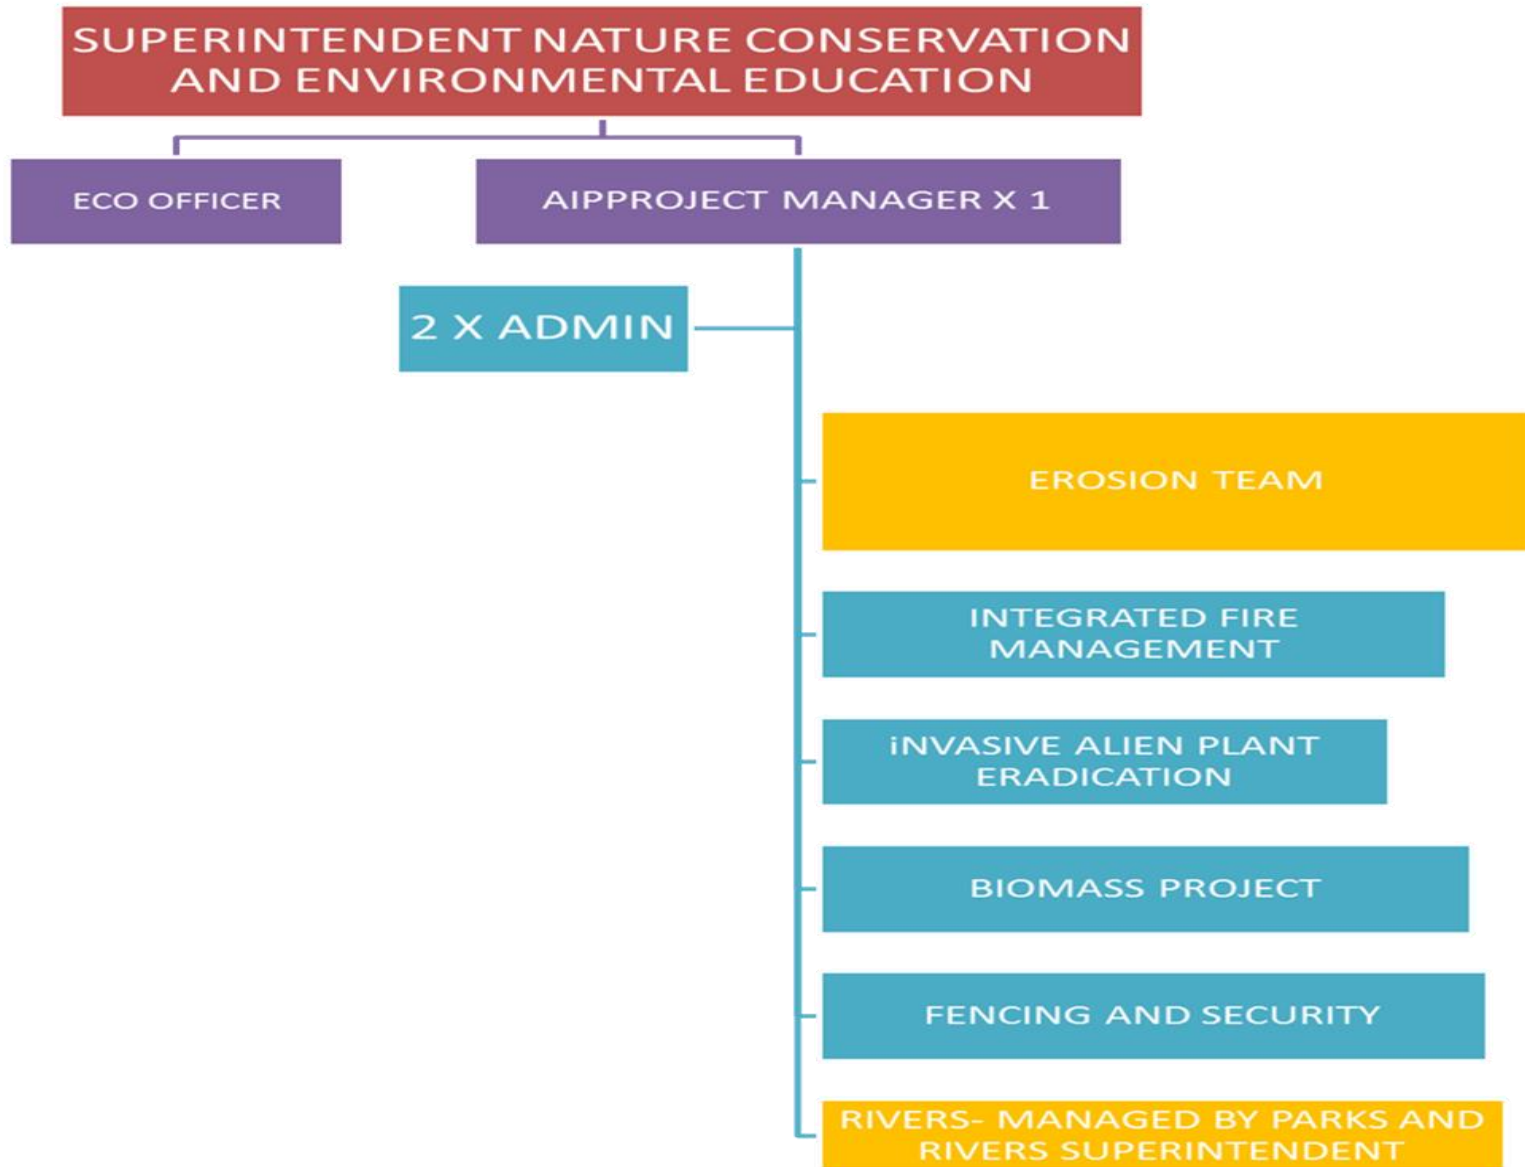 SUPERINTENDENT NATURE CONSERVATION
AND ENVIRONMENTAL EDUCATION
ECO OFFICER
AIPPROJECT MANAGER X 1
2 X ADMIN
EROSION TEAM
INTEGRATED FIRE
MANAGEMENT
iNVASIVE ALIEN PLANT
ERADICATION
BIOMASS PROJECT
FENCING AND SECURITY
RIVERS- MANAGED BY PARKS AND
RIVERS SUPERINTENDENT